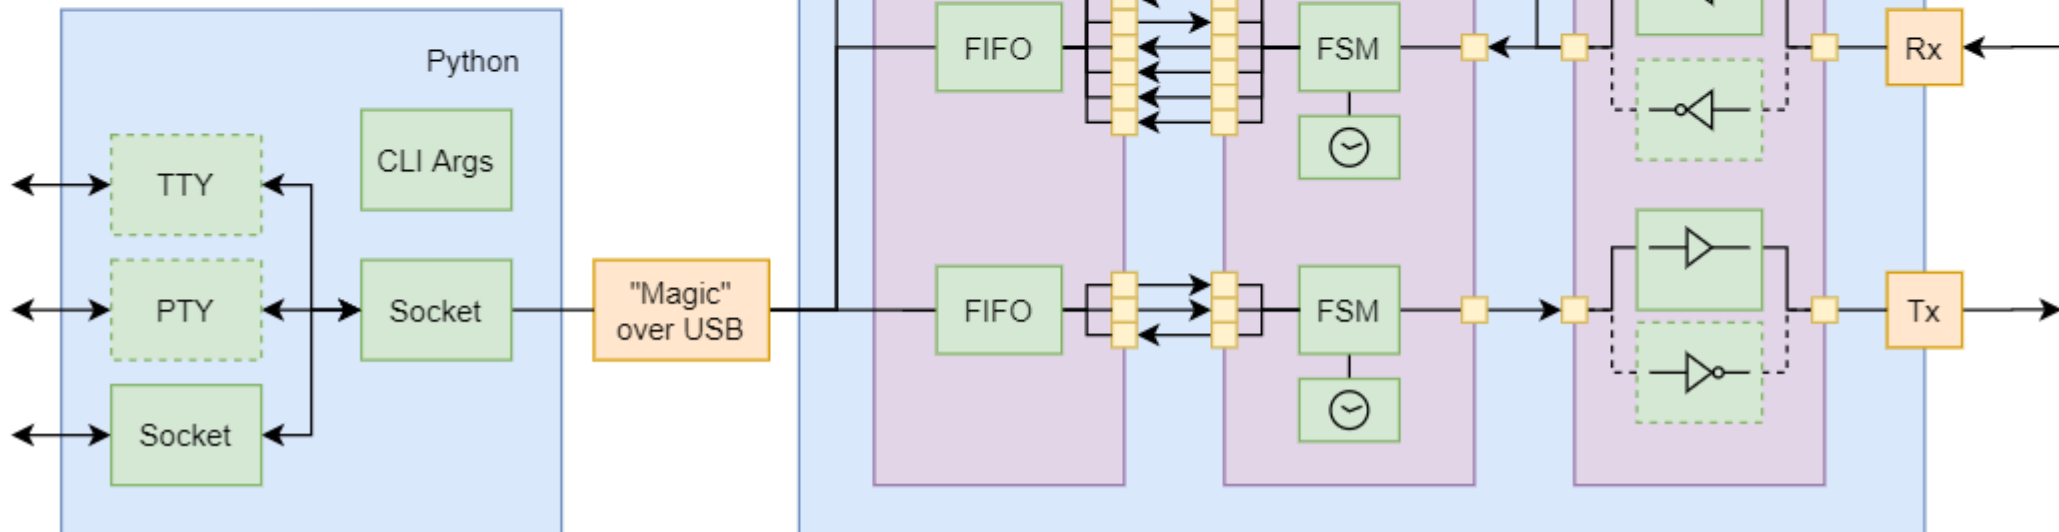 Python
CLI Args
TTY
PTY
Socket
Socket
"Magic"
over USB
FIFO
FSM
Rx
FIFO
FSM
Tx